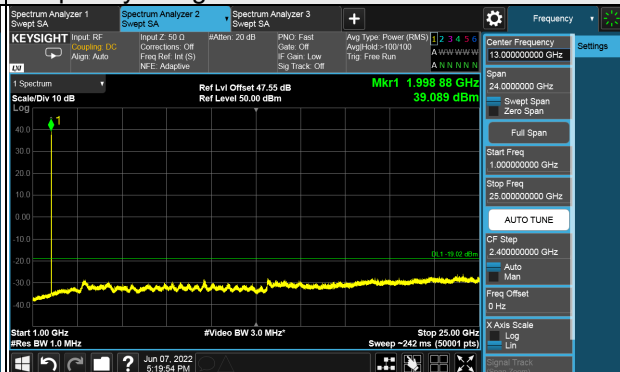 Spectrum Analyzer 1
Swept SA
Spectrum Analyzer 2
Swept SA
Spectrum Analyzer 3
Swept SA
+
Frequency
KEYSIGHT
Input: RF
Coupling: DC
Align: Auto
Input Z: 50 Ω
Corrections: Off
Freq Ref: Int (S)
NFE: Adaptive
#Atten: 20 dB
PNO: Fast
Gate: Off
IF Gain: Low
Sig Track: Off
Avg Type: Power (RMS)
Avg|Hold:>100/100
Trig: Free Run
1 2 3 4 5 6
A W W W W W
A N N N N N
LXI
1 Spectrum
Scale/Div 10 dB
Ref Lvl Offset 47.55 dB
Ref Level 50.00 dBm
Mkr1 1.998 88 GHz
39.089 dBm
Log
1
40.0
30.0
20.0
10.0
0.00
-10.0
DL1 -19.02 dBm
-20.0
-30.0
-40.0
Start 1.00 GHz
#Res BW 1.0 MHz
#Video BW 3.0 MHz*
Stop 25.00 GHz
Sweep ~242 ms (50001 pts)
?
Jun 07, 2022
5:19:54 PM
Center Frequency
13.000000000 GHz
Settings
Span
24.0000000 GHz
Swept Span
Zero Span
Full Span
Start Freq
1.000000000 GHz
Stop Freq
25.000000000 GHz
AUTO TUNE
CF Step
2.400000000 GHz
Auto
Man
Freq Offset
0 Hz
X Axis Scale
Log
Lin
Signal Track